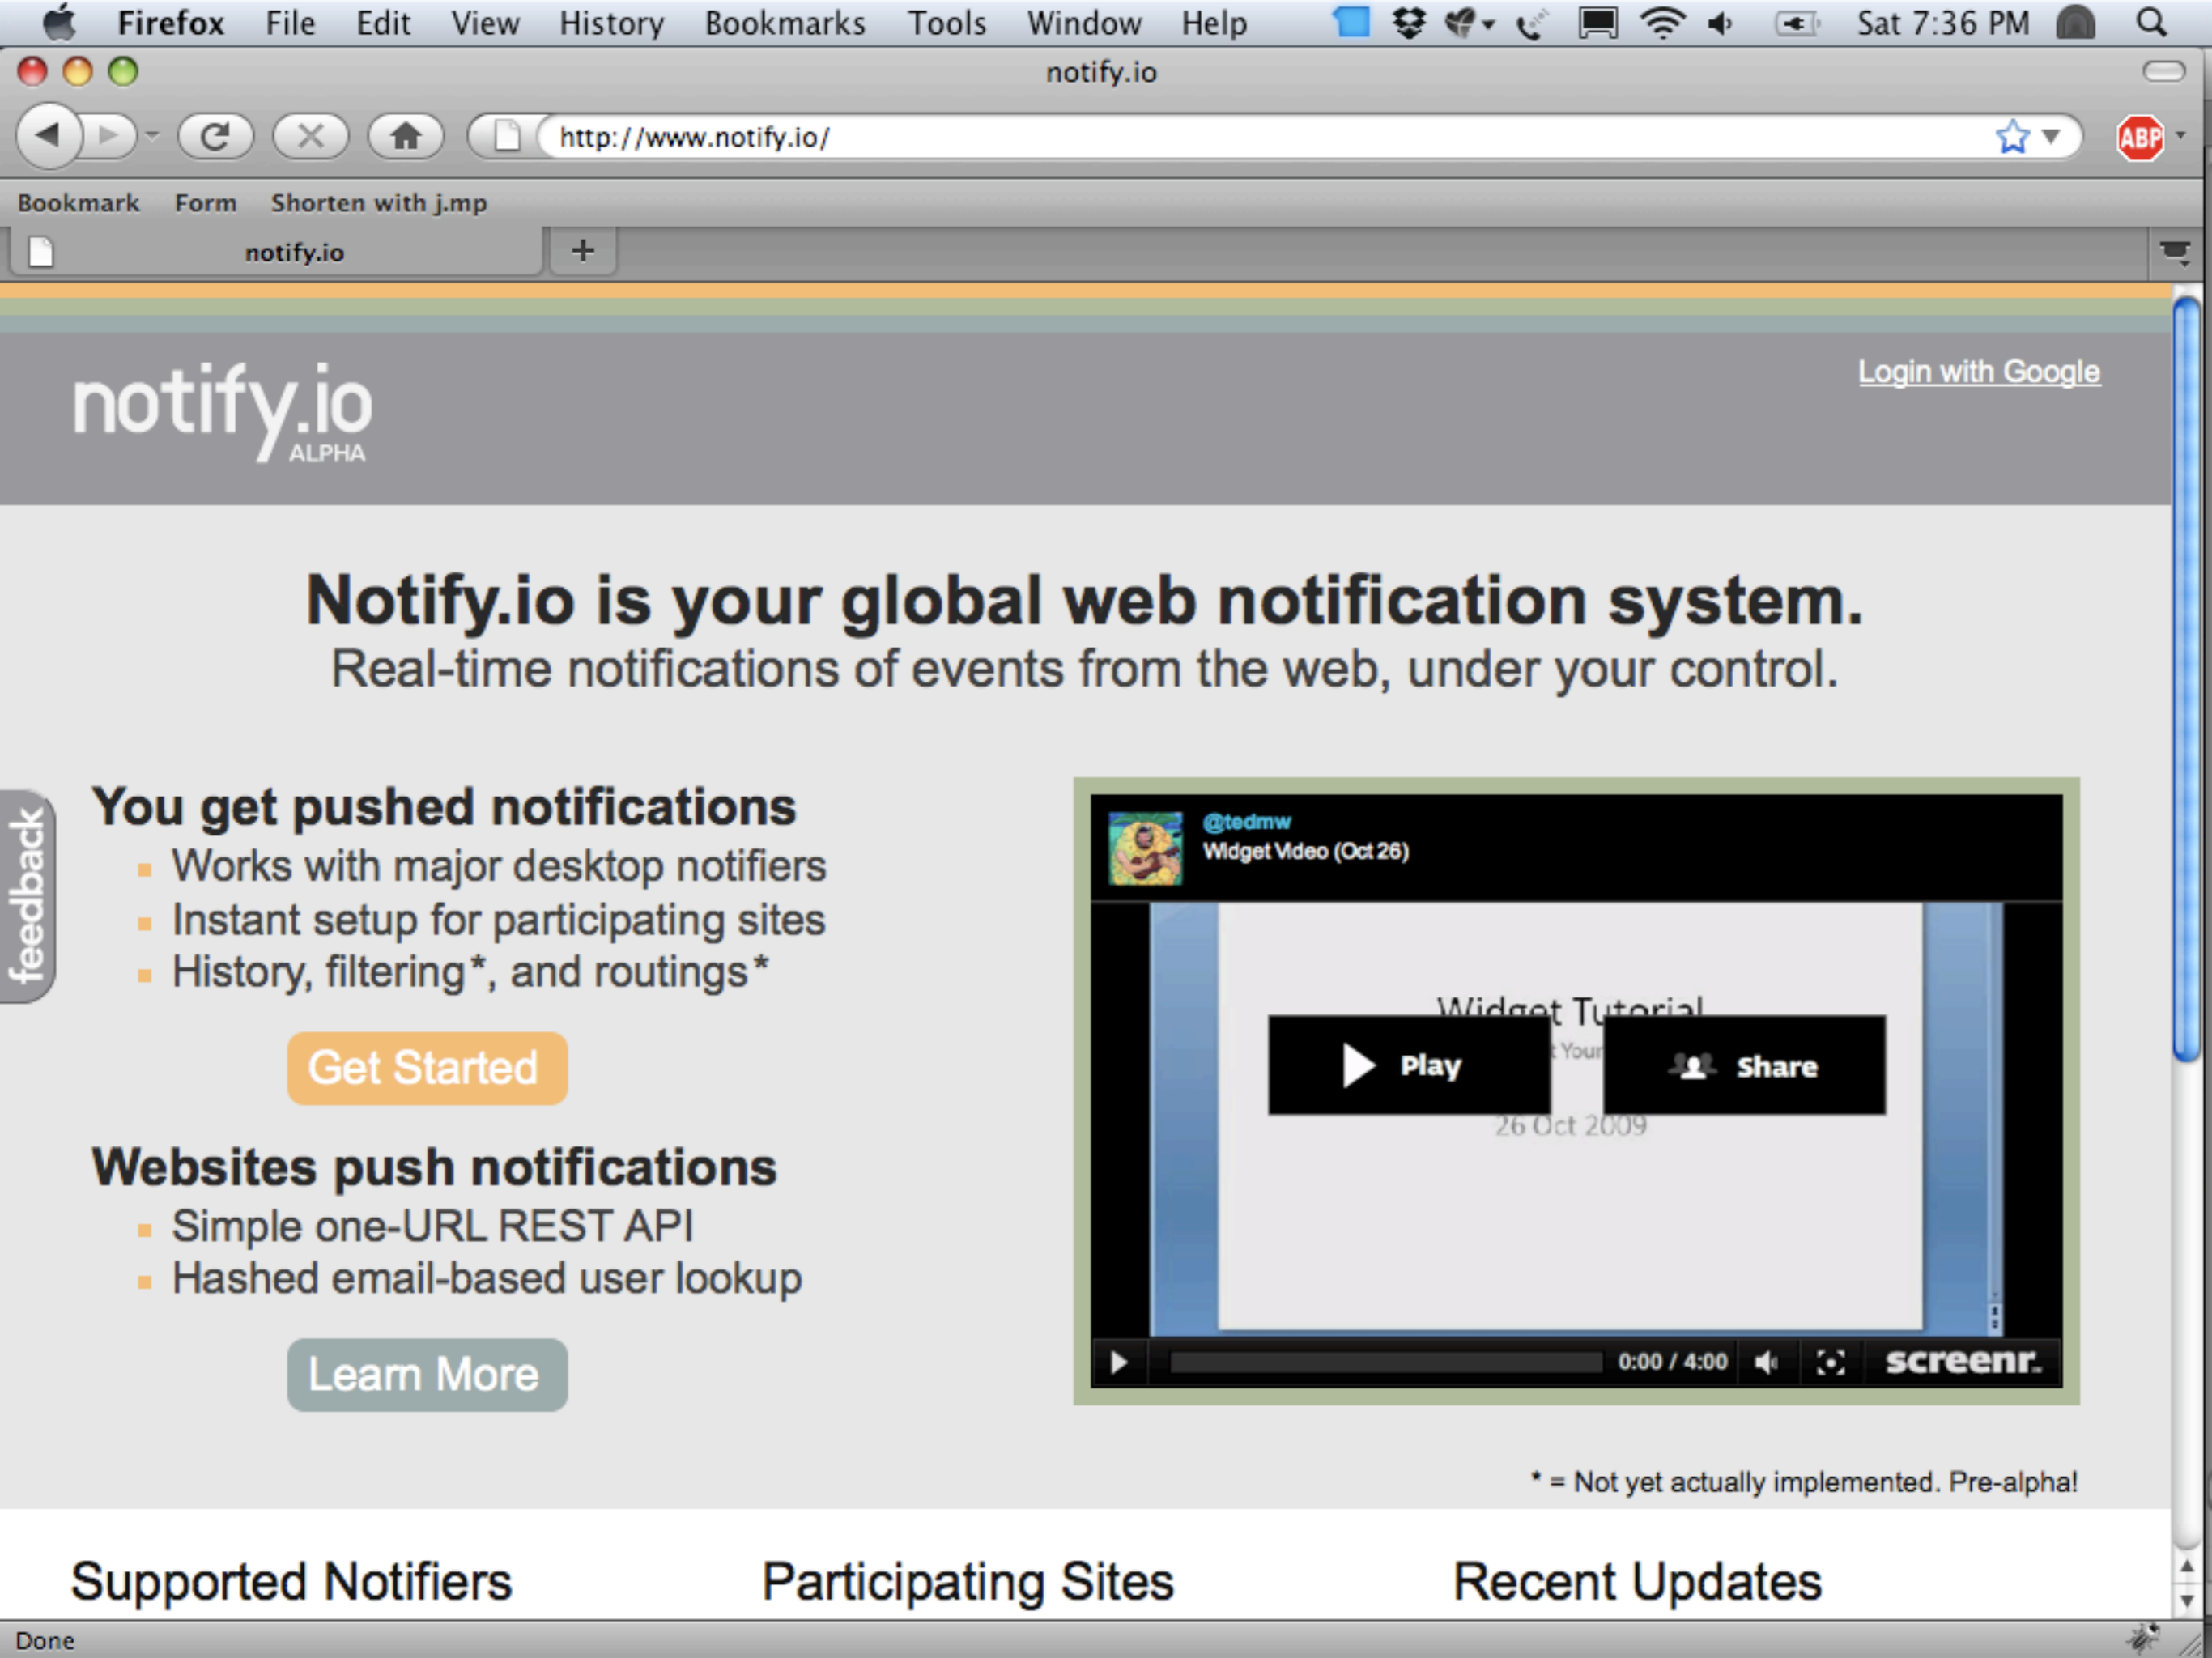 Firefox File Edit View History Bookmarks Tools Window Help Sat 7:36 PM
notify.io
http://www.notify.io/
ABP
Bookmark Form Shorten with j.mp
notify.io
notify.io
ALPHA
Login with Google
Notify.io is your global web notification system.
Real-time notifications of events from the web, under your control.
feedback
You get pushed notifications
Works with major desktop notifiers
Instant setup for participating sites
History, filtering*, and routings*
Get Started
Websites push notifications
Simple one-URL REST API
Hashed email-based user lookup
Learn More
@tedmw
Widget Video (Oct 26)
Widget Tutorial
Your
Play Share
26 Oct 2009
0:00 / 4:00 screenr.
* = Not yet actually implemented. Pre-alpha!
Supported Notifiers Participating Sites Recent Updates
Done